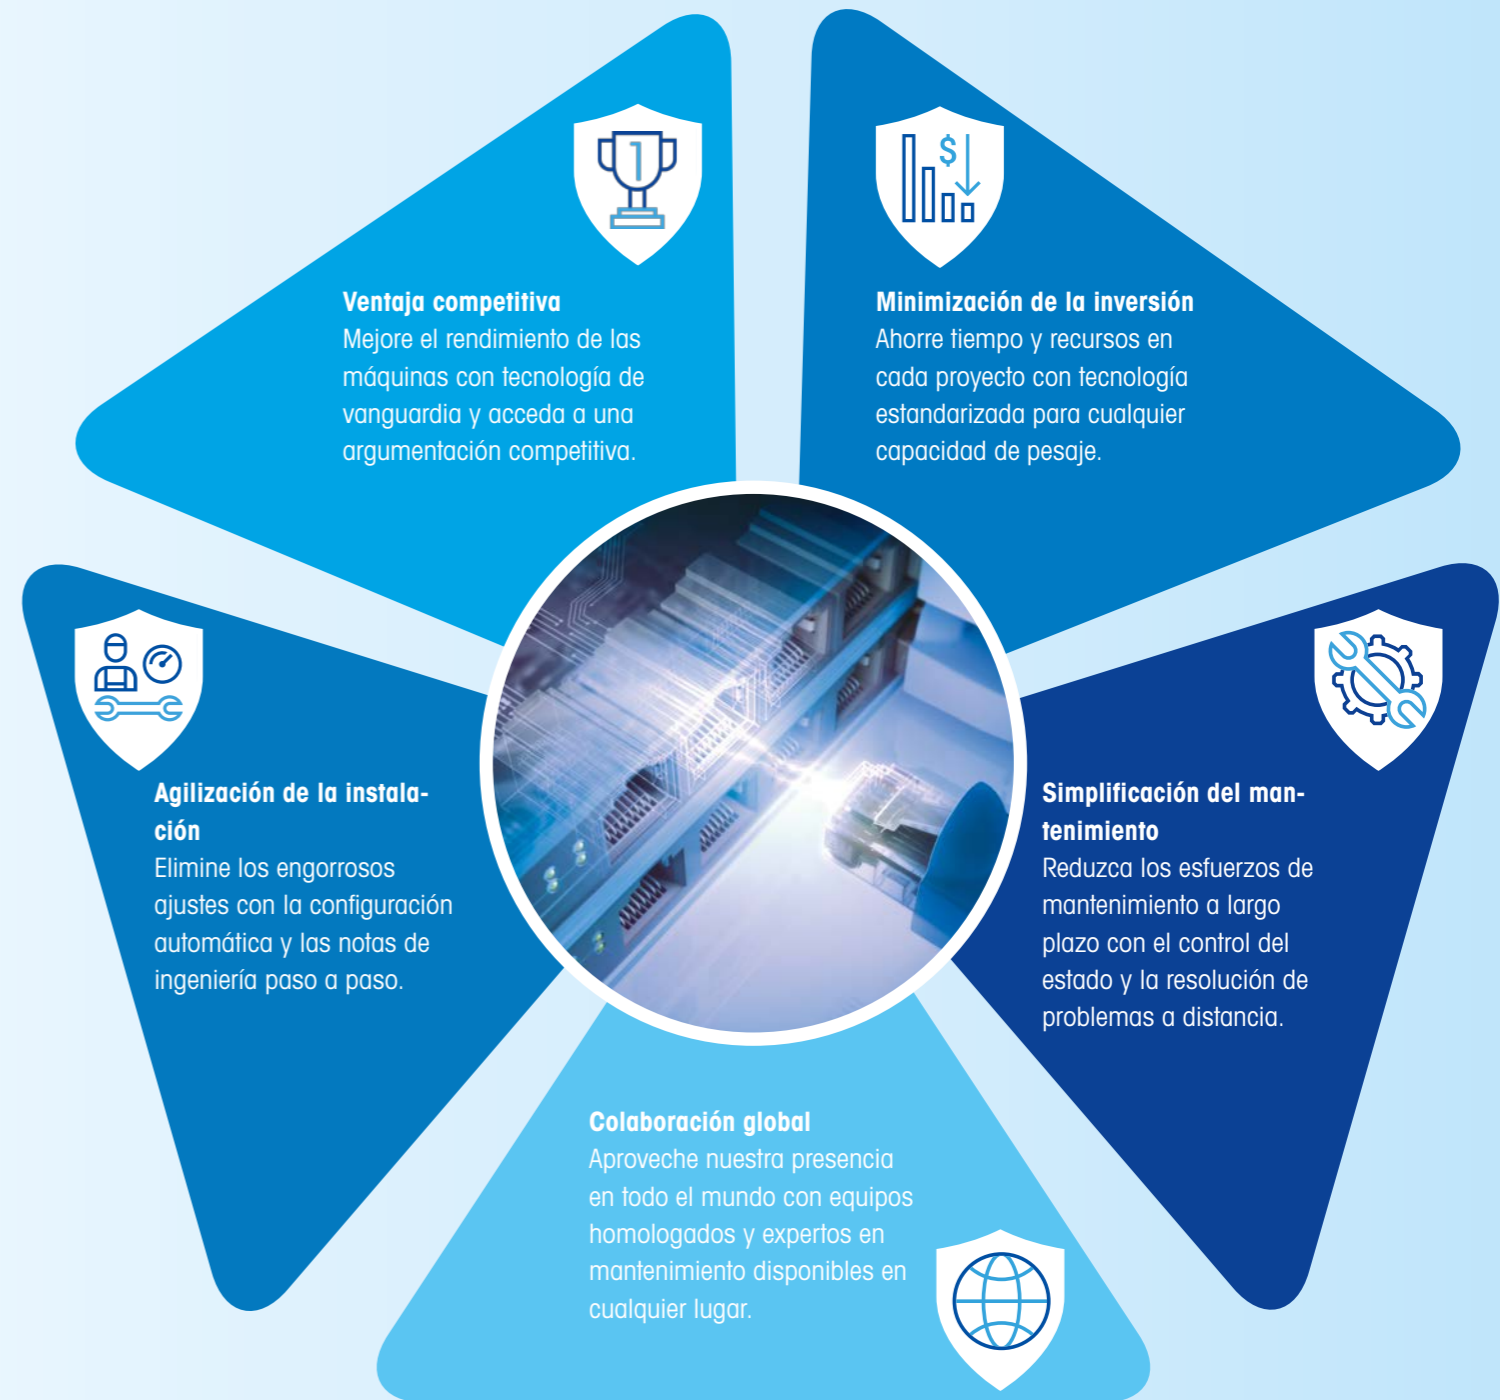 1
Ventaja competitiva
Mejore el rendimiento de las
máquinas con tecnología de
vanguardia y acceda a una
argumentación competitiva.
$
Minimización de la inversión
Ahorre tiempo y recursos en
cada proyecto con tecnología
estandarizada para cualquier
capacidad de pesaje.
Agilización de la instala-
ción
Elimine los engorrosos
ajustes con la configuración
automática y las notas de
ingeniería paso a paso.
Simplificación del man-
tenimiento
Reduzca los esfuerzos de
mantenimiento a largo
plazo con el control del
estado y la resolución de
problemas a distancia.
Colaboración global
Aproveche nuestra presencia
en todo el mundo con equipos
homologados y expertos en
mantenimiento disponibles en
cualquier lugar.